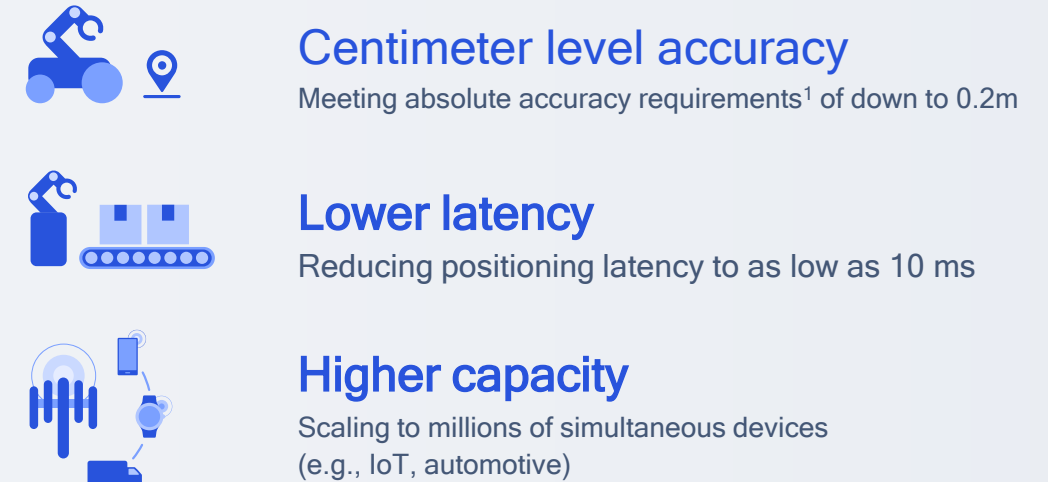 Centimeter level accuracy
Meeting absolute accuracy requirements¹ of down to 0.2m
Lower latency
Reducing positioning latency to as low as 10 ms
Higher capacity
Scaling to millions of simultaneous devices
(e.g., IoT, automotive)